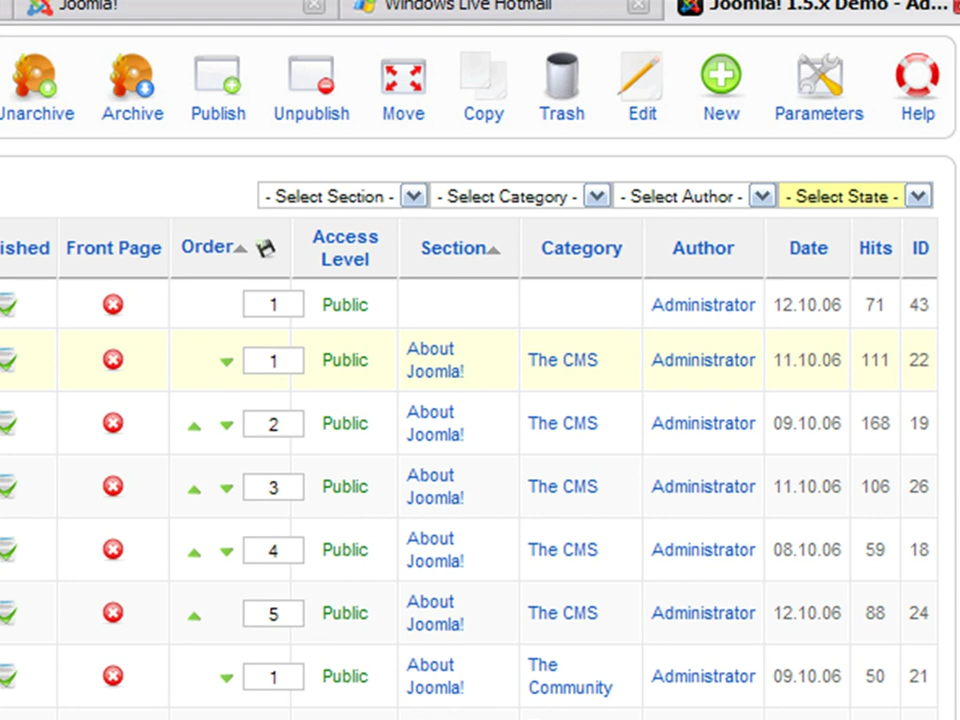 Joomla!
Windows Live Hotmail
Joomla! 1.5.x Demo - Ad...
Unarchive Archive Publish Unpublish Move Copy Trash Edit New Parameters Help
- Select Section - - Select Category - - Select Author - - Select State -
ished Front Page Order Access Level Section Category Author Date Hits ID
1 Public Administrator 12.10.06 71 43
1 Public About Joomla! The CMS Administrator 11.10.06 111 22
2 Public About Joomla! The CMS Administrator 09.10.06 168 19
3 Public About Joomla! The CMS Administrator 11.10.06 106 26
4 Public About Joomla! The CMS Administrator 08.10.06 59 18
5 Public About Joomla! The CMS Administrator 12.10.06 88 24
1 Public About Joomla! The Community Administrator 09.10.06 50 21